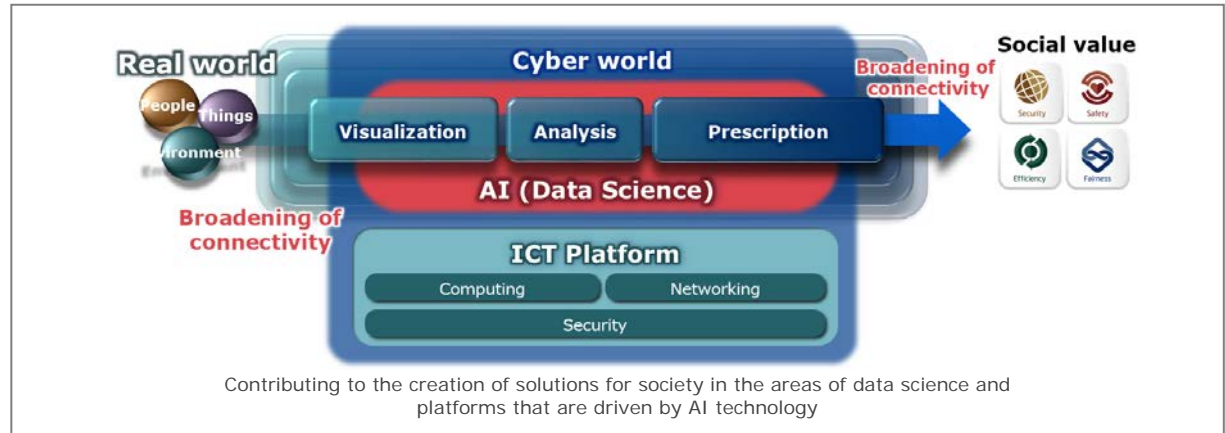 Real world
People
Things
vironment
Broadening of
connectivity
Cyber world
Visualization
Analysis
Prescription
AI (Data Science)
ICT Platform
Computing
Networking
Security
Broadening of
connectivity
Social value
Security
Safety
Efficiency
Fairness
Contributing to the creation of solutions for society in the areas of data science and
platforms that are driven by AI technology